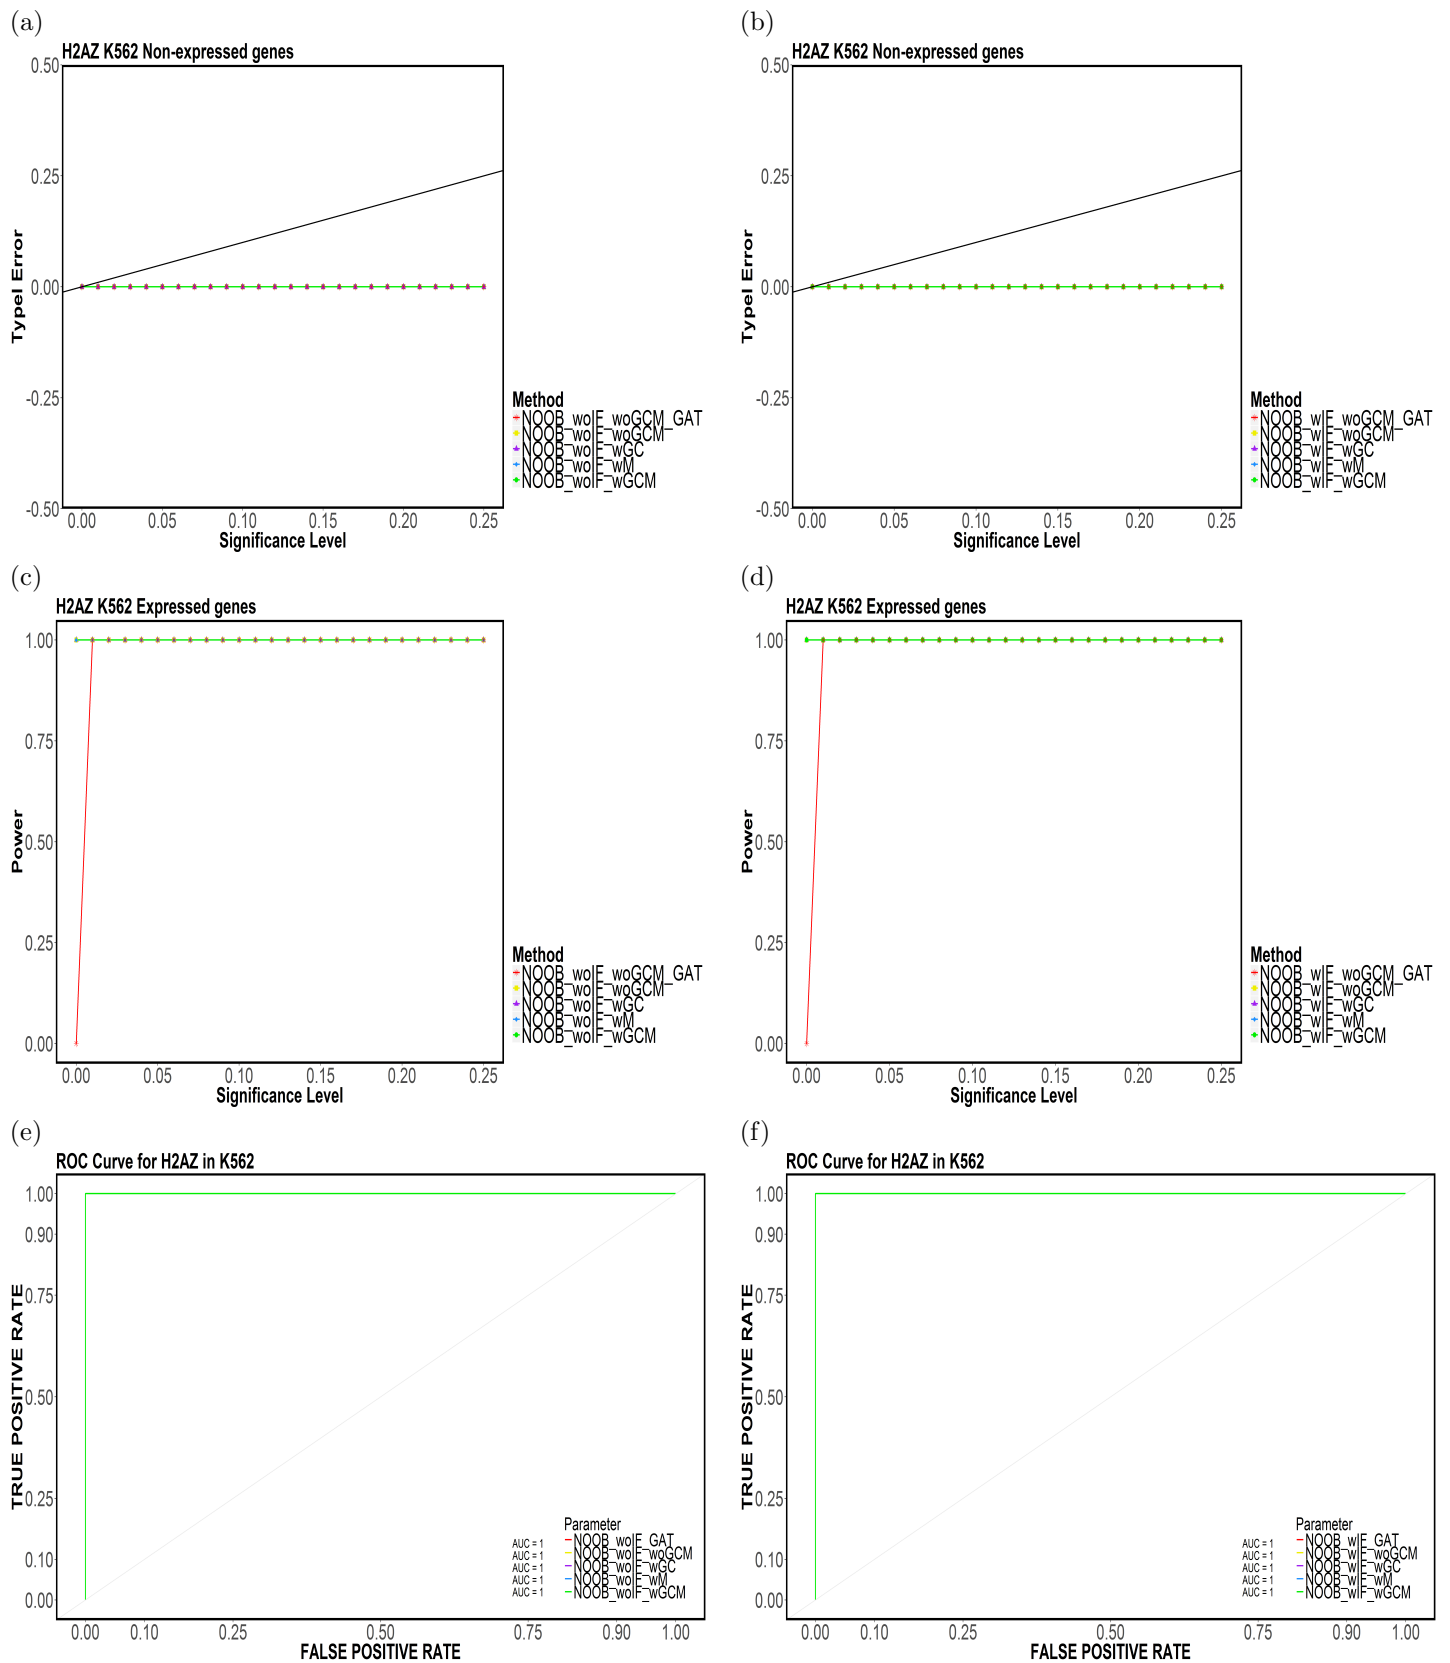 (a)
H2AZ K562 Non-expressed genes
0.50
0.25
0.00
-0.25
-0.50
TypeI Error
0.00 0.05 0.10 0.15 0.20 0.25
Significance Level
Method
NOOB_woIF_woGCM_GAT
NOOB_woIF_woGCM
NOOB_woIF_wGC
NOOB_woIF_wM
NOOB_woIF_wGCM
(b)
H2AZ K562 Non-expressed genes
0.50
0.25
0.00
-0.25
-0.50
TypeI Error
0.00 0.05 0.10 0.15 0.20 0.25
Significance Level
Method
NOOB_wIF_woGCM_GAT
NOOB_wIF_woGCM
NOOB_wIF_wGC
NOOB_wIF_wM
NOOB_wIF_wGCM
(c)
H2AZ K562 Expressed genes
1.00
0.75
0.50
0.25
0.00
Power
0.00 0.05 0.10 0.15 0.20 0.25
Significance Level
Method
NOOB_woIF_woGCM_GAT
NOOB_woIF_woGCM
NOOB_woIF_wGC
NOOB_woIF_wM
NOOB_woIF_wGCM
(d)
H2AZ K562 Expressed genes
1.00
0.75
0.50
0.25
0.00
Power
0.00 0.05 0.10 0.15 0.20 0.25
Significance Level
Method
NOOB_wIF_woGCM_GAT
NOOB_wIF_woGCM
NOOB_wIF_wGC
NOOB_wIF_wM
NOOB_wIF_wGCM
(e)
ROC Curve for H2AZ in K562
1.00
0.90
0.75
0.50
0.25
0.10
0.00
TRUE POSITIVE RATE
0.00 0.10 0.25 0.50 0.75 0.90 1.00
FALSE POSITIVE RATE
Parameter
AUC = 1 NOOB_woIF_GAT
AUC = 1 NOOB_woIF_woGCM
AUC = 1 NOOB_woIF_wGC
AUC = 1 NOOB_woIF_wM
AUC = 1 NOOB_woIF_wGCM
(f)
ROC Curve for H2AZ in K562
1.00
0.90
0.75
0.50
0.25
0.10
0.00
TRUE POSITIVE RATE
0.00 0.10 0.25 0.50 0.75 0.90 1.00
FALSE POSITIVE RATE
Parameter
AUC = 1 NOOB_wIF_GAT
AUC = 1 NOOB_wIF_woGCM
AUC = 1 NOOB_wIF_wGC
AUC = 1 NOOB_wIF_wM
AUC = 1 NOOB_wIF_wGCM